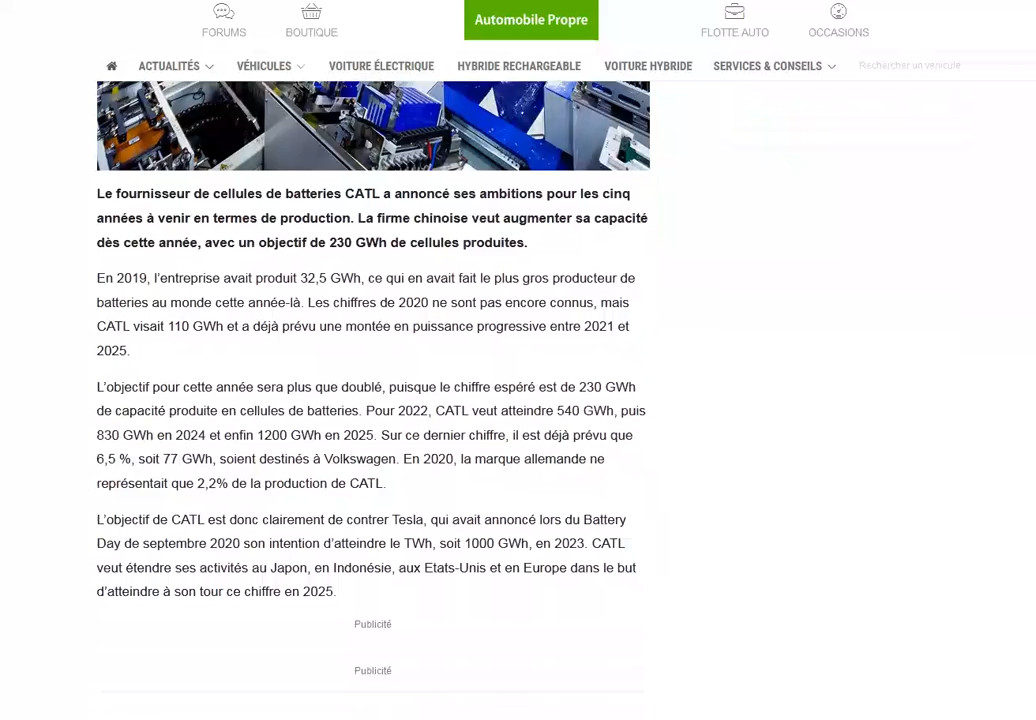 FORUMS
BOUTIQUE
Automobile Propre
FLOTTE AUTO
OCCASIONS
ACTUALITÉS
VÉHICULES
VOITURE ÉLECTRIQUE
HYBRIDE RECHARGEABLE
VOITURE HYBRIDE
SERVICES & CONSEILS
Rechercher un véhicule
Le fournisseur de cellules de batteries CATL a annoncé ses ambitions pour les cinq
années à venir en termes de production. La firme chinoise veut augmenter sa capacité
dès cette année, avec un objectif de 230 GWh de cellules produites.
En 2019, l’entreprise avait produit 32,5 GWh, ce qui en avait fait le plus gros producteur de
batteries au monde cette année-là. Les chiffres de 2020 ne sont pas encore connus, mais
CATL visait 110 GWh et a déjà prévu une montée en puissance progressive entre 2021 et
2025.
L’objectif pour cette année sera plus que doublé, puisque le chiffre espéré est de 230 GWh
de capacité produite en cellules de batteries. Pour 2022, CATL veut atteindre 540 GWh, puis
830 GWh en 2024 et enfin 1200 GWh en 2025. Sur ce dernier chiffre, il est déjà prévu que
6,5 %, soit 77 GWh, soient destinés à Volkswagen. En 2020, la marque allemande ne
représentait que 2,2% de la production de CATL.
L’objectif de CATL est donc clairement de contrer Tesla, qui avait annoncé lors du Battery
Day de septembre 2020 son intention d’atteindre le TWh, soit 1000 GWh, en 2023. CATL
veut étendre ses activités au Japon, en Indonésie, aux Etats-Unis et en Europe dans le but
d’atteindre à son tour ce chiffre en 2025.
Publicité
Publicité